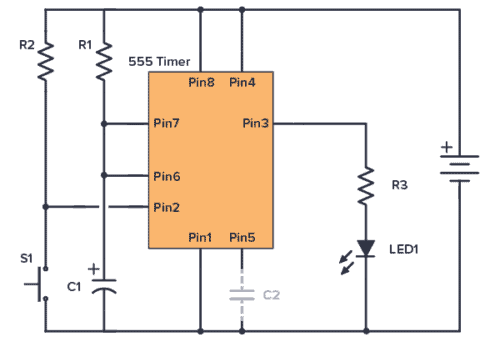 R2
R1
555 Timer
Pin8 Pin4
Pin7
Pin3
+
Pin6
R3
Pin2
Pin1 Pin5
LED1
S1
+
C1
C2